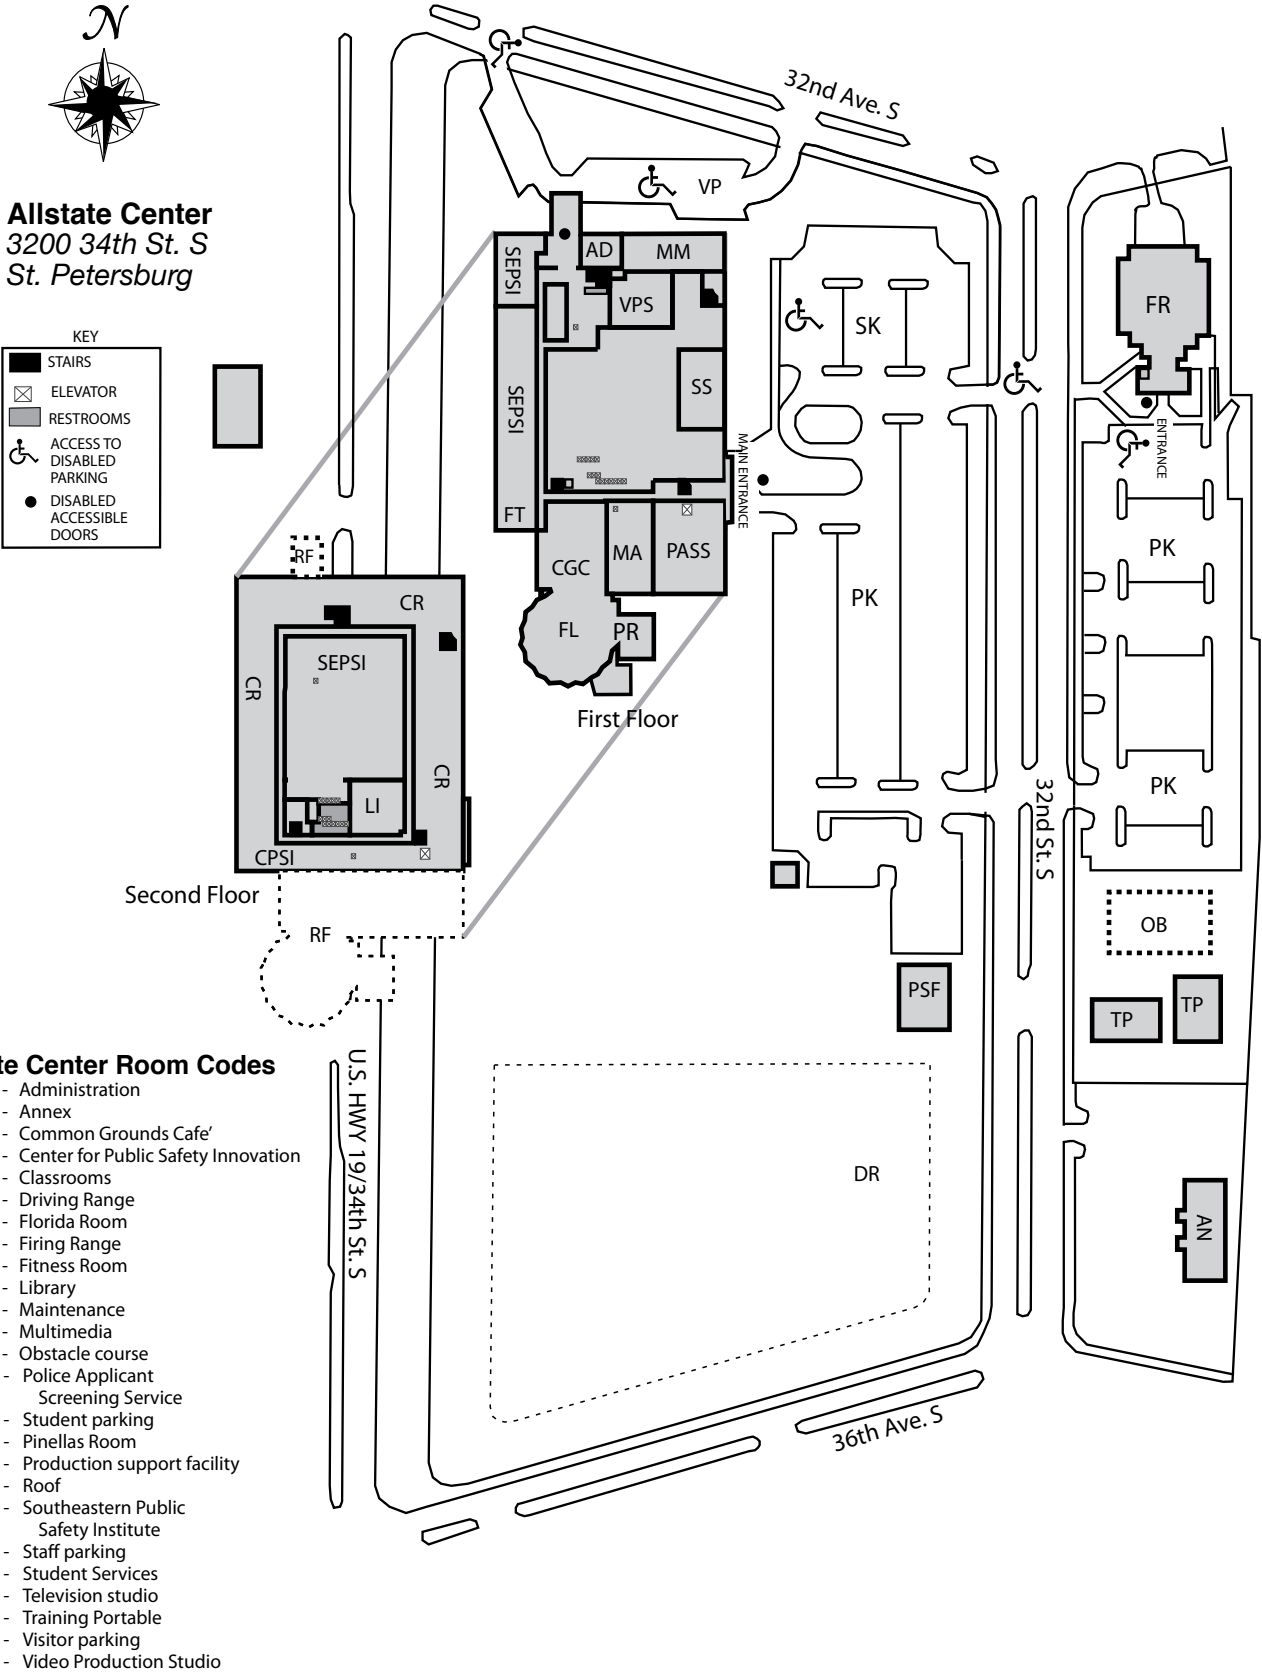 N
32nd Ave. S
VP
Allstate Center
3200 34th St. S
St. Petersburg
KEY
STAIRS
ELEVATOR
RESTROOMS
ACCESS TO
DISABLED
PARKING
DISABLED
ACCESSIBLE
DOORS
SEPSI
AD
MM
VPS
SS
SEPSI
FT
MAIN ENTRANCE
CGC
MA
PASS
FL
PR
First Floor
SK
PK
FR
ENTRANCE
PK
PK
32nd St. S
OB
TP
TP
PSF
AN
DR
RF
CR
SEPSI
CR
CR
LI
CPSI
Second Floor
RF
U.S. HWY 19/34th St. S
36th Ave. S
te Center Room Codes
- Administration
- Annex
- Common Grounds Cafe'
- Center for Public Safety Innovation
- Classrooms
- Driving Range
- Florida Room
- Firing Range
- Fitness Room
- Library
- Maintenance
- Multimedia
- Obstacle course
- Police Applicant
Screening Service
- Student parking
- Pinellas Room
- Production support facility
- Roof
- Southeastern Public
Safety Institute
- Staff parking
- Student Services
- Television studio
- Training Portable
- Visitor parking
- Video Production Studio